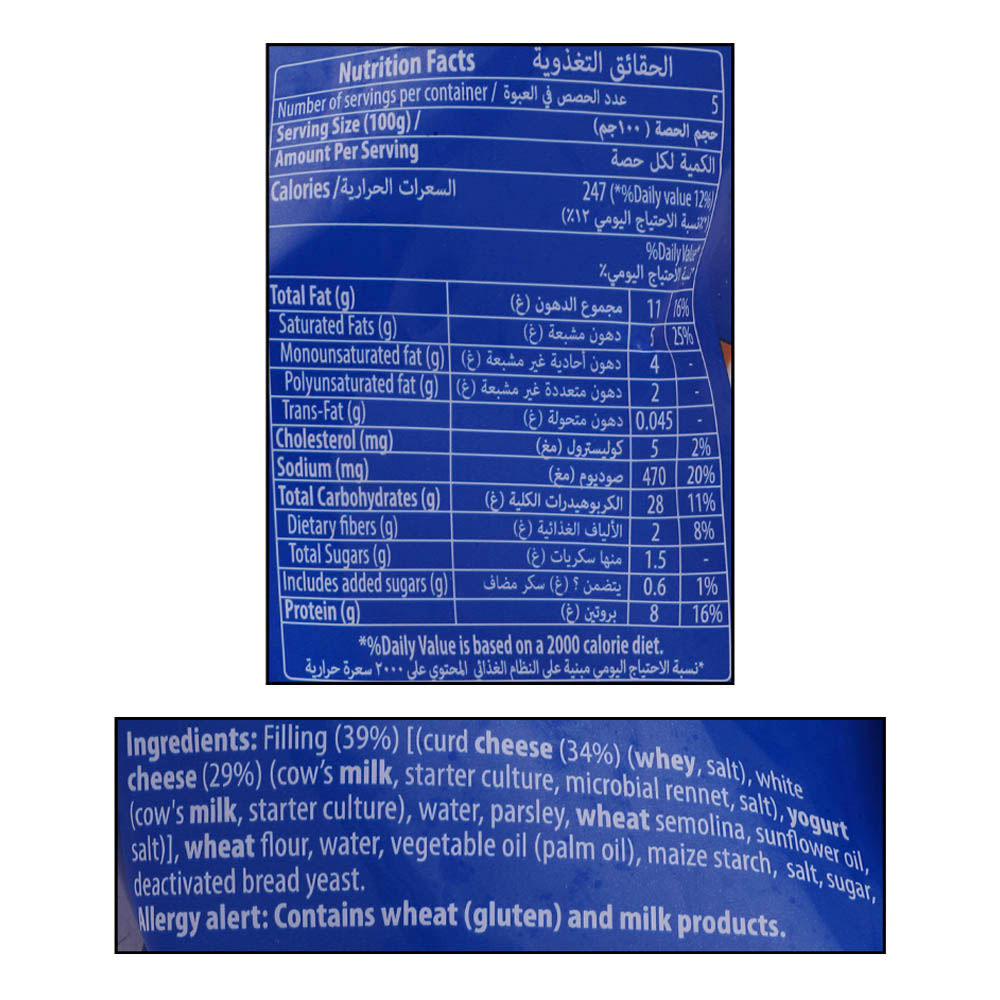 Nutrition Facts الحقائق التغذوية
Number of servings per container / عدد الحصص في العبوة 5
Serving Size (100g) / حجم الحصة (١٠٠جم)
Amount Per Serving الكمية لكل حصة
Calories/السعرات الحرارية 247 (*%Daily value 12%)
(*نسبة الاحتياج اليومي ١٢٪)
%Daily Value*
*نسبة الاحتياج اليومي٪
Total Fat (g) مجموع الدهون (غ) 11 16%
Saturated Fats (g) دهون مشبعة (غ) 25%
Monounsaturated fat (g) دهون أحادية غير مشبعة (غ) 4 -
Polyunsaturated fat (g) دهون متعددة غير مشبعة (غ) 2 -
Trans-Fat (g) دهون متحولة (غ) 0.045 -
Cholesterol (mg) كوليسترول (مغ) 5 2%
Sodium (mg) صوديوم (مغ) 470 20%
Total Carbohydrates (g) الكربوهيدرات الكلية (غ) 28 11%
Dietary fibers (g) الألياف الغذائية (غ) 2 8%
Total Sugars (g) منها سكريات (غ) 1.5 -
Includes added sugars (g) يتضمن ؟ (غ) سكر مضاف 0.6 1%
Protein (g) بروتين (غ) 8 16%
*%Daily Value is based on a 2000 calorie diet.
*نسبة الاحتياج اليومي مبنية على النظام الغذائي المحتوي على ٢٠٠٠ سعرة حرارية
Ingredients: Filling (39%) [(curd cheese (34%) (whey, salt), white
cheese (29%) (cow's milk, starter culture, microbial rennet, salt), yogurt
(cow's milk, starter culture), water, parsley, wheat semolina, sunflower oil,
salt)], wheat flour, water, vegetable oil (palm oil), maize starch, salt, sugar,
deactivated bread yeast.
Allergy alert: Contains wheat (gluten) and milk products.